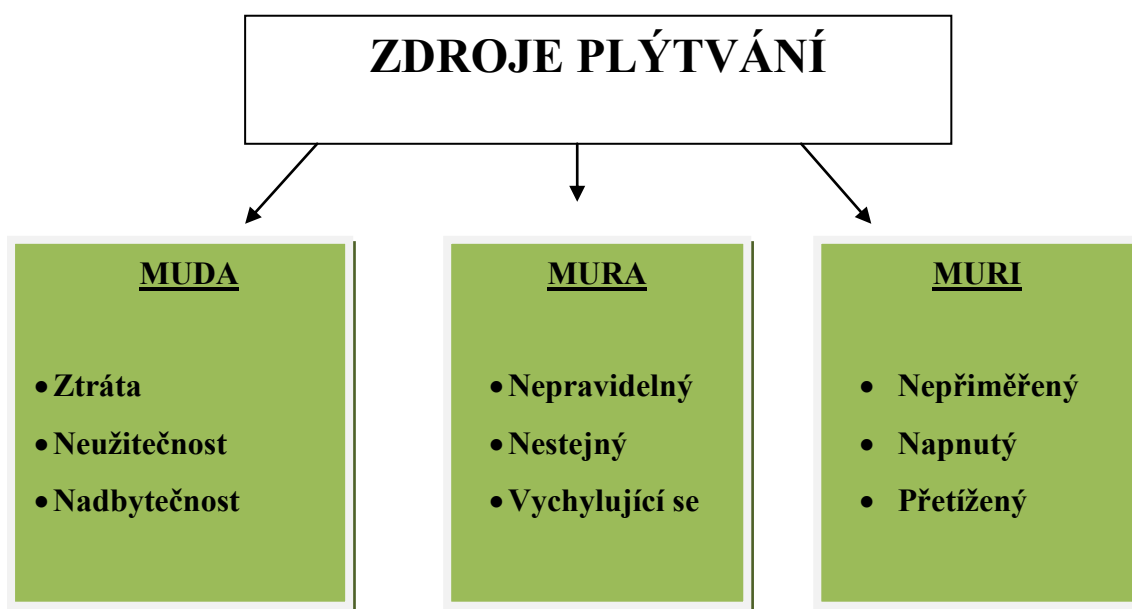 ZDROJE PLÝTVÁNÍ
MUDA
• Ztráta
• Neužitečnost
• Nadbytečnost
MURA
• Nepravidelný
• Nestejný
• Vychylující se
MURI
• Nepřiměřený
• Napnutý
• Přetížený